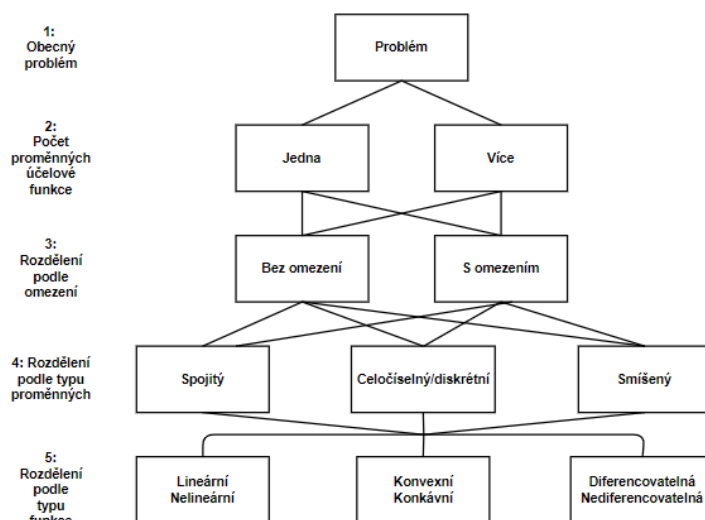 1:
Obecný
problém
Problém
2:
Počet
proměnných
účelové
funkce
Jedna
Více
3:
Rozdělení
podle
omezení
Bez omezení
S omezením
4: Rozdělení
podle typu
proměnných
Spojitý
Celočíselný/diskrétní
Smíšený
5:
Rozdělení
podle
typu
funkce
Lineární
Nelineární
Konvexní
Konkávní
Diferencovatelná
Nediferencovatelná